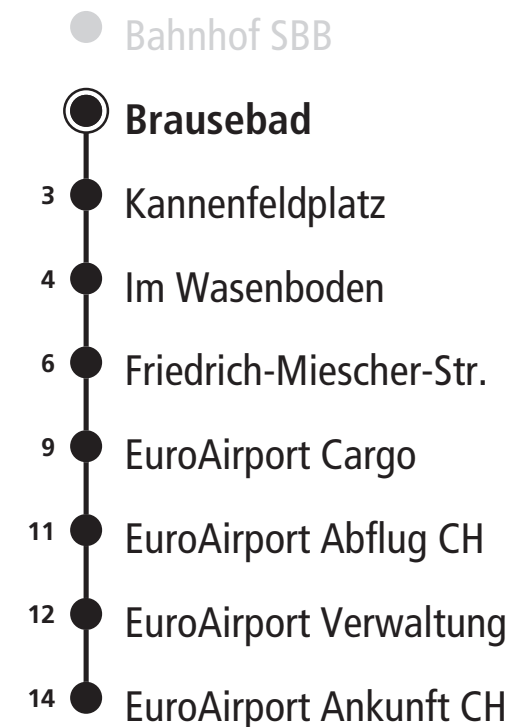 Bahnhof SBB
Brausebad
3 Kannenfeldplatz
4 Im Wasenboden
6 Friedrich-Miescher-Str.
9 EuroAirport Cargo
11 EuroAirport Abflug CH
12 EuroAirport Verwaltung
14 EuroAirport Ankunft CH